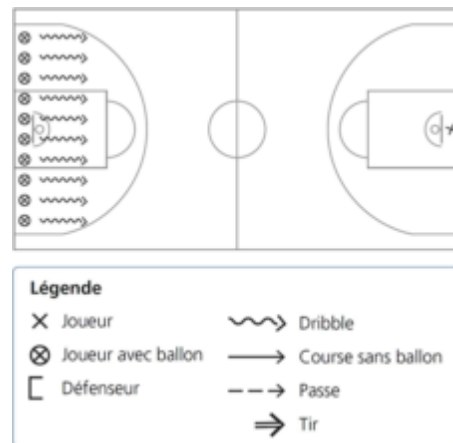 Légende
Joueur
Dribble
Joueur avec ballon
Course sans ballon
Défenseur
Passe
Tir